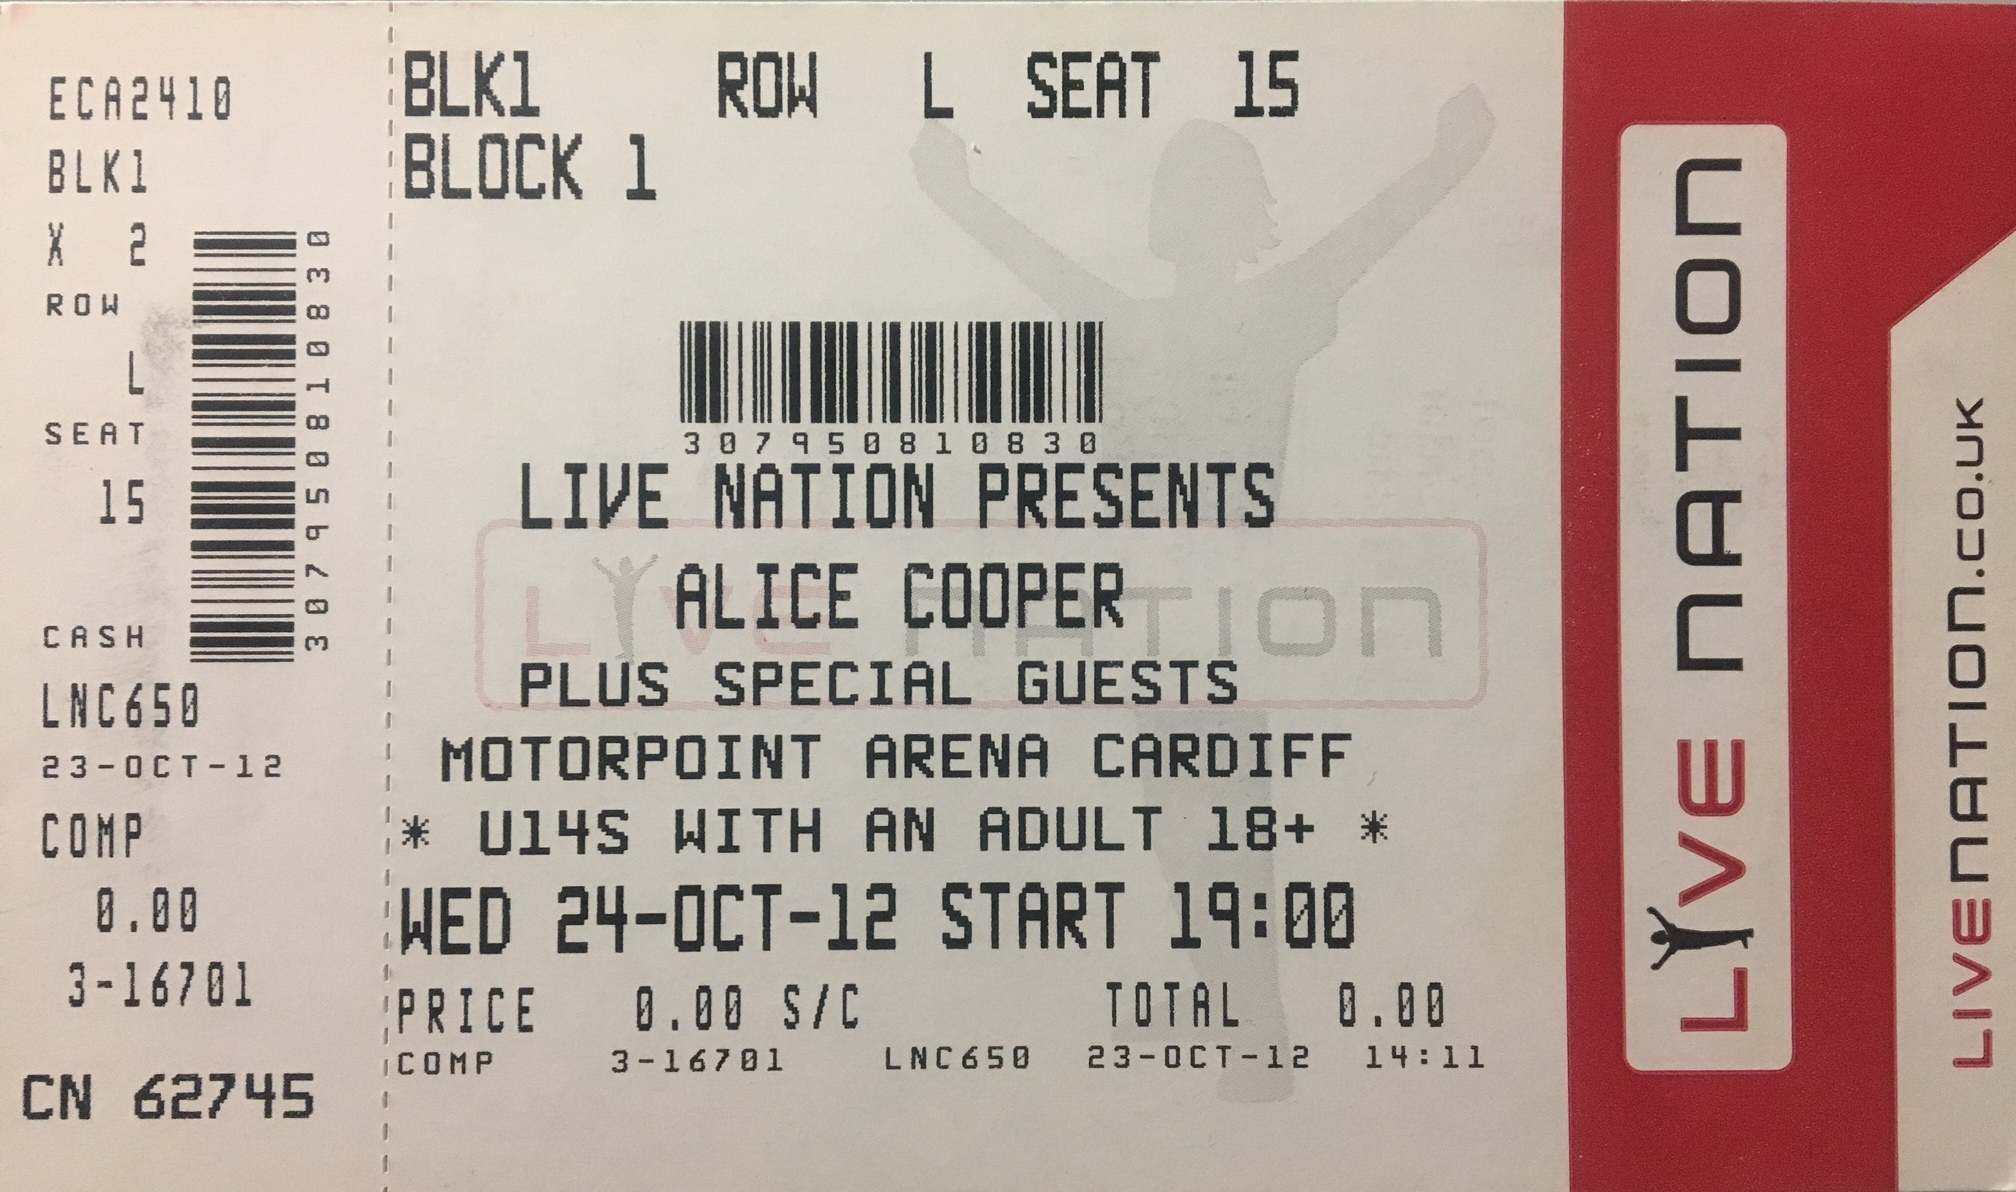 ECA2410
BLK1
X 2
ROW
L
SEAT
15
CASH
LNC650
23-OCT-12
COMP
0.00
3-16701
CN 62745
307950810830
BLK1 ROW L SEAT 15
BLOCK 1
307950810830
LIVE NATION PRESENTS
ALICE COOPER
PLUS SPECIAL GUESTS
MOTORPOINT ARENA CARDIFF
* U14S WITH AN ADULT 18+ *
WED 24-OCT-12 START 19:00
PRICE 0.00 S/C TOTAL 0.00
COMP 3-16701 LNC650 23-OCT-12 14:11
LIVE NATION
LIVE NATION
LIVENATION.CO.UK